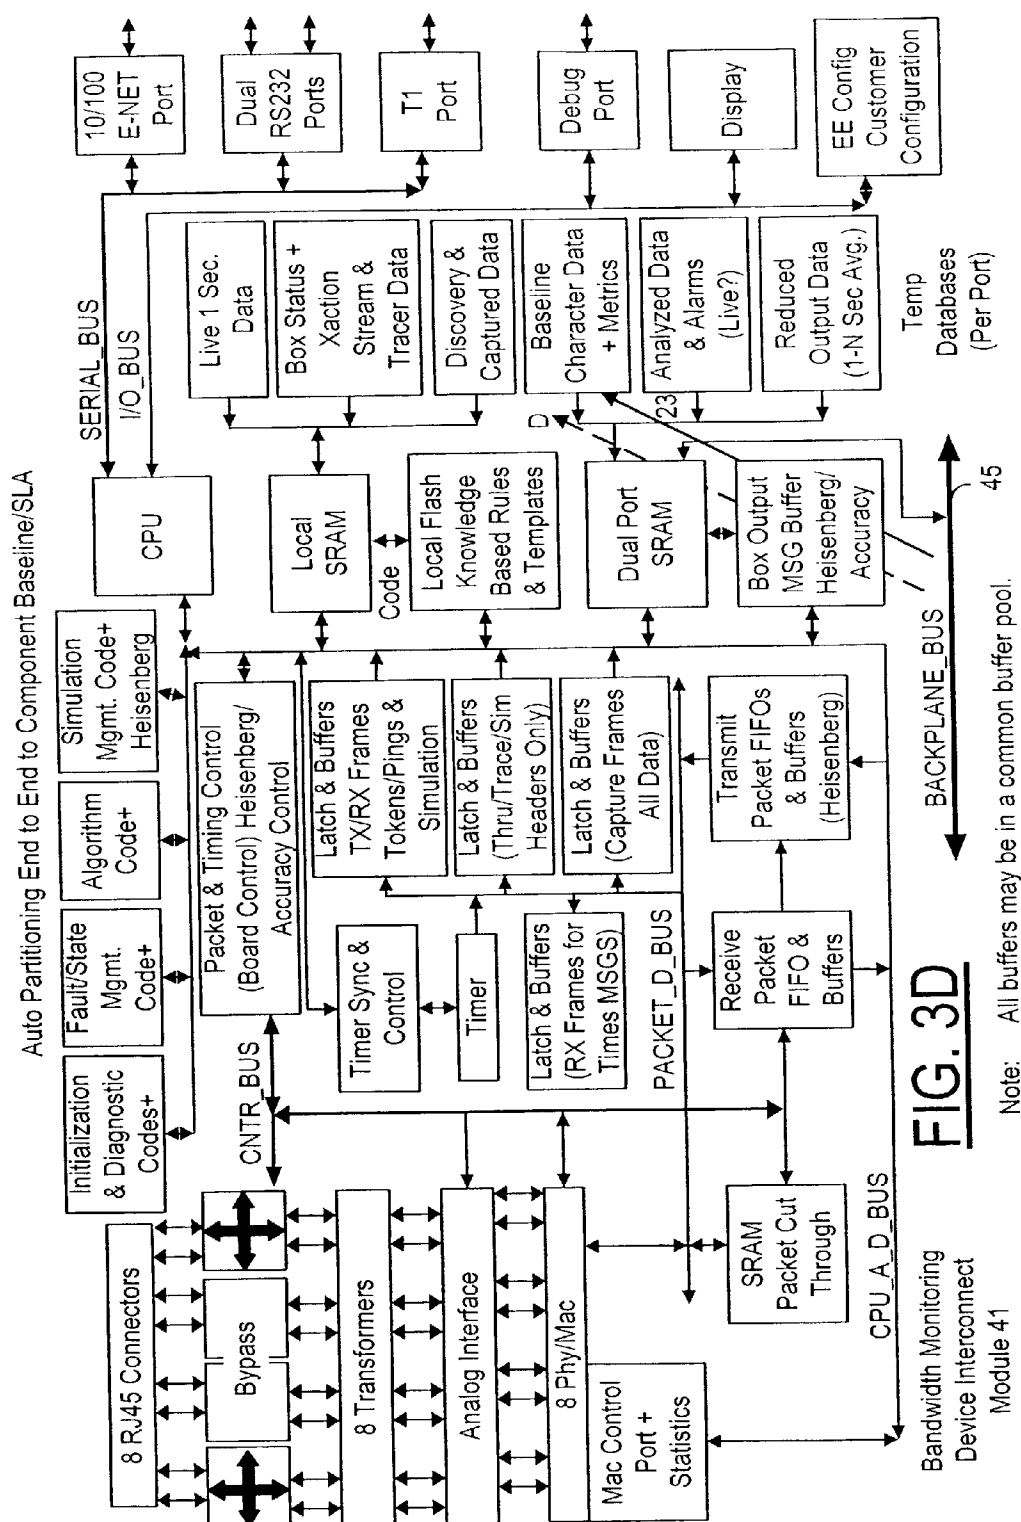 Auto Partitioning End to End to Component Baseline/SLA
Initialization
& Diagnostic
Codes+
Fault/State
Mgmt.
Code+
Algorithm
Code+
Simulation
Mgmt. Code+
Heisenberg
CPU
SERIAL_BUS
I/O_BUS
10/100
E-NET
Port
Dual
RS232
Ports
T1
Port
Debug
Port
Display
EE Config
Customer
Configuration
8 RJ45 Connectors
Bypass
8 Transformers
Analog Interface
8 Phy/Mac
Mac Control
Port +
Statistics
CNTR_BUS
Packet & Timing Control
(Board Control) Heisenberg/
Accuracy Control
Timer Sync &
Control
Timer
Latch & Buffers
TX/RX Frames
Tokens/Pings &
Simulation
Latch & Buffers
(Thru/Trace/Sim
Headers Only)
Latch & Buffers
(Capture Frames
All Data)
Latch & Buffers
(RX Frames for
Times MSGS)
PACKET_D_BUS
SRAM
Packet Cut
Through
Receive
Packet
FIFO &
Buffers
Transmit
Packet FIFOs
& Buffers
(Heisenberg)
CPU_A_D_BUS
Local
SRAM
Code
Local Flash
Knowledge
Based Rules
& Templates
Dual Port
SRAM
Box Output
MSG Buffer
Heisenberg/
Accuracy
Live 1 Sec.
Data
Box Status +
Xaction
Stream &
Tracer Data
Discovery &
Captured Data
Baseline
Character Data
+ Metrics
Analyzed Data
& Alarms
(Live?)
Reduced
Output Data
(1-N Sec Avg.)
D
23
Temp
Databases
(Per Port)
BACKPLANE_BUS
45
Bandwidth Monitoring
Device Interconnect
Module 41
FIG. 3D
Note: All buffers may be in a common buffer pool.